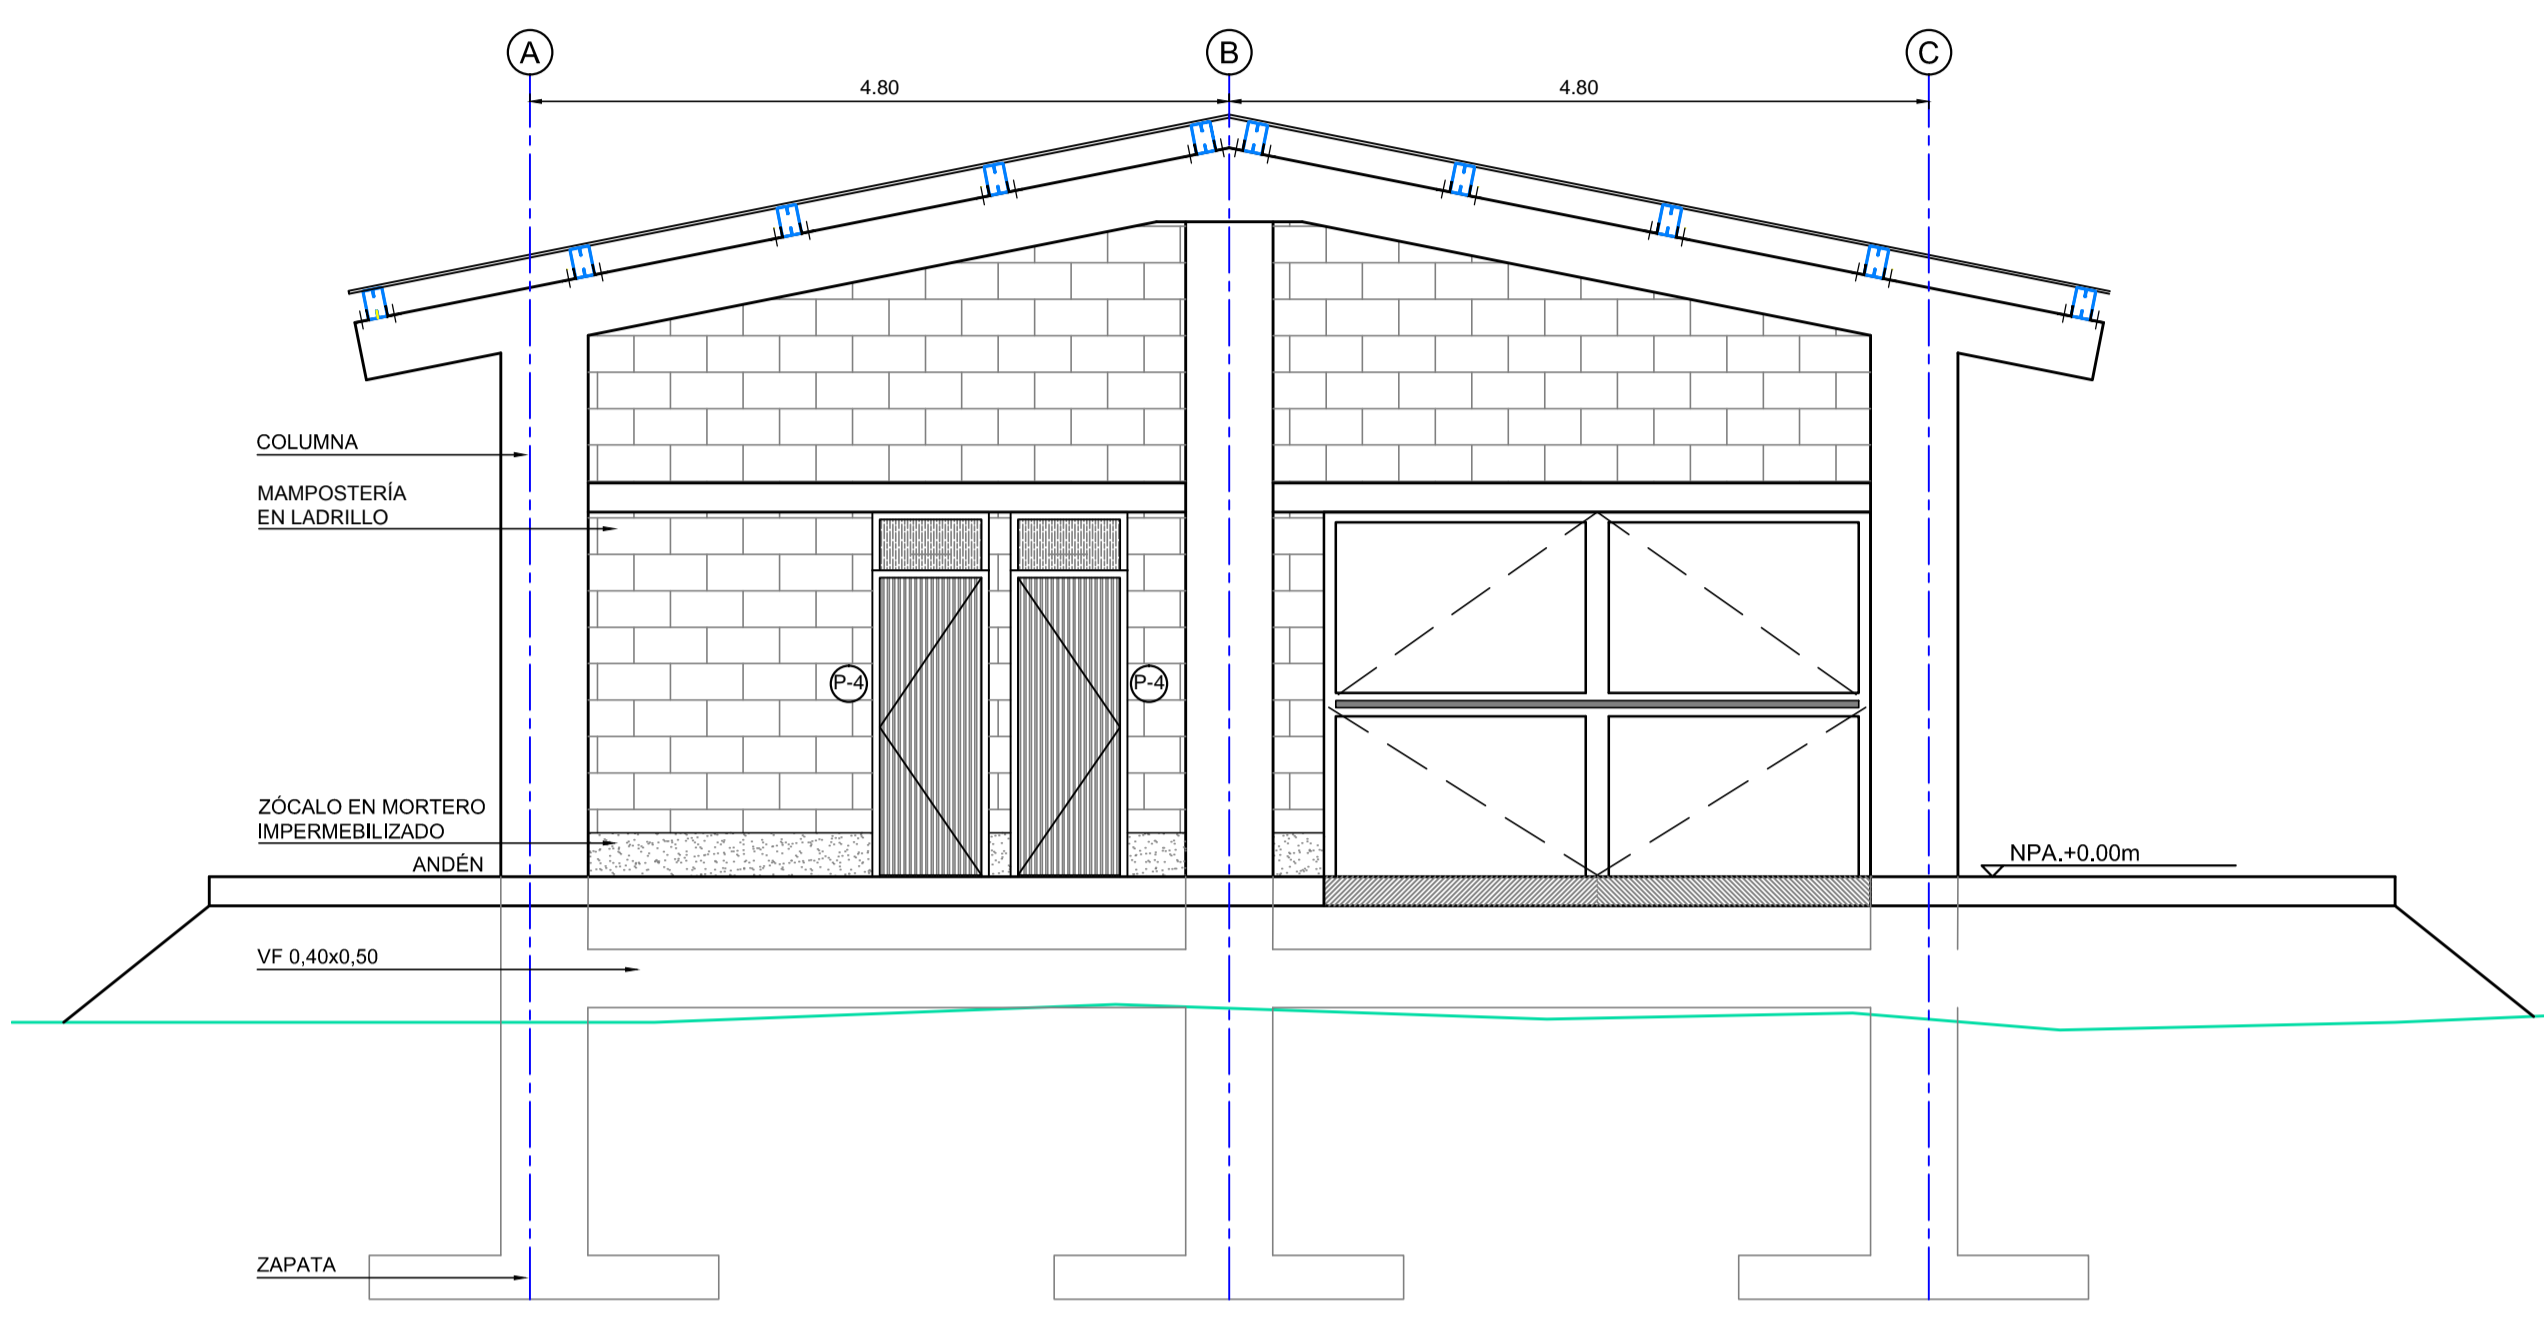 A
B
C
4.80
4.80
COLUMNA
MAMPOSTERÍA
EN LADRILLO
P-4
P-4
ZÓCALO EN MORTERO
IMPERMEBILIZADO
ANDÉN
NPA.+0.00m
VF 0,40x0,50
ZAPATA